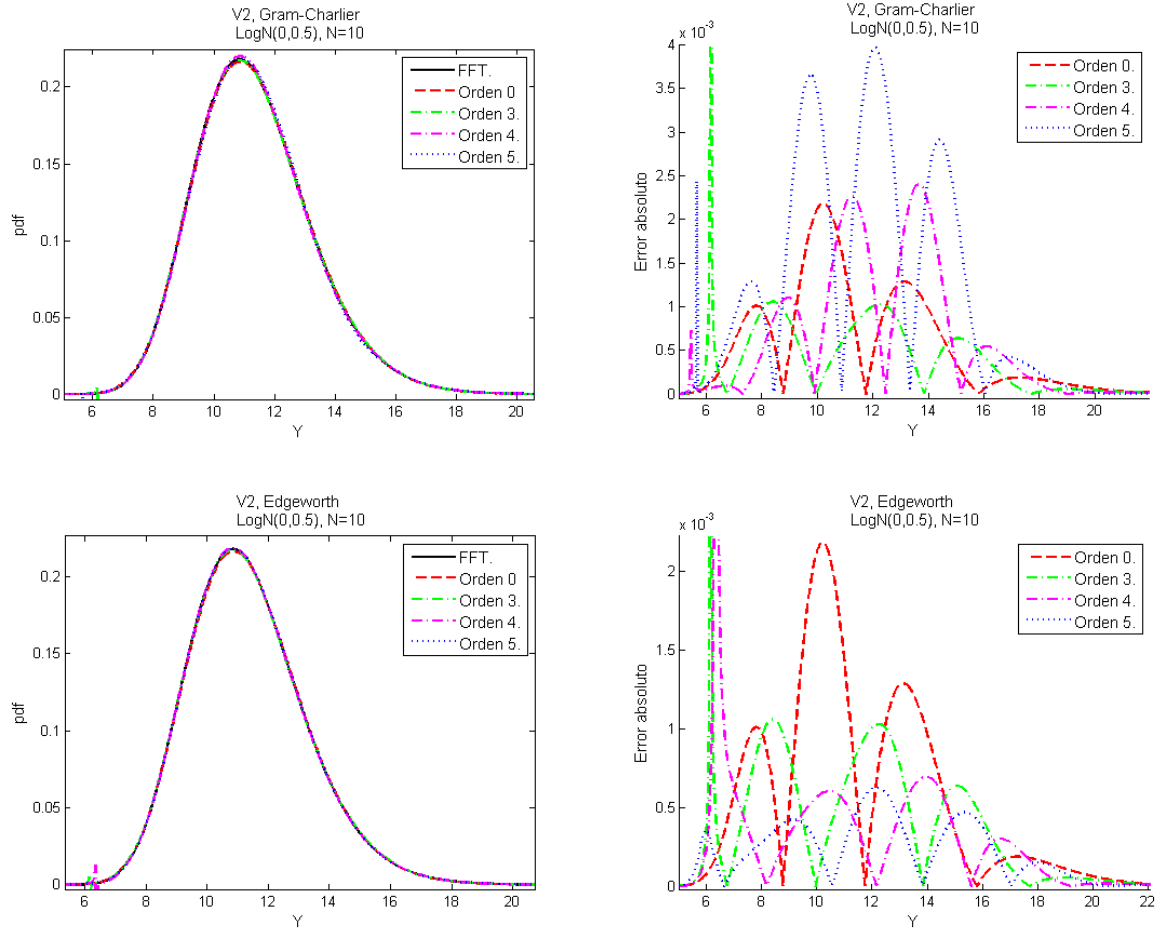 V2, Gram-Charlier
LogN(0,0.5), N=10
FFT.
Orden 0
Orden 3.
Orden 4.
Orden 5.
0.2
0.15
0.1
0.05
0
6 8 10 12 14 16 18 20
pdf
Y
V2, Gram-Charlier
LogN(0,0.5), N=10
x 10⁻³
Orden 0.
Orden 3.
Orden 4.
Orden 5.
4
3.5
3
2.5
2
1.5
1
0.5
0
6 8 10 12 14 16 18 20
Error absoluto
Y
V2, Edgeworth
LogN(0,0.5), N=10
FFT.
Orden 0
Orden 3.
Orden 4.
Orden 5.
0.2
0.15
0.1
0.05
0
6 8 10 12 14 16 18 20
pdf
Y
V2, Edgeworth
LogN(0,0.5), N=10
x 10⁻³
Orden 0.
Orden 3.
Orden 4.
Orden 5.
2
1.5
1
0.5
0
6 8 10 12 14 16 18 20 22
Error absoluto
Y